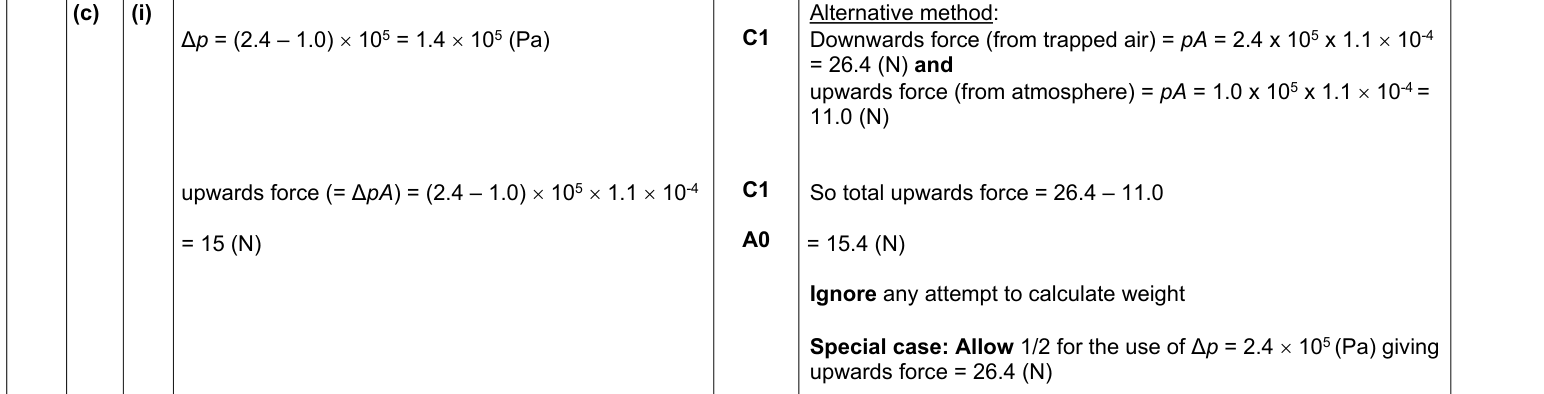 (c) (i)
Δp = (2.4 – 1.0) × 10⁵ = 1.4 × 10⁵ (Pa)
C1
Alternative method:
Downwards force (from trapped air) = pA = 2.4 x 10⁵ x 1.1 × 10⁻⁴
= 26.4 (N) and
upwards force (from atmosphere) = pA = 1.0 x 10⁵ x 1.1 × 10⁻⁴ =
11.0 (N)
upwards force (= ΔpA) = (2.4 – 1.0) × 10⁵ × 1.1 × 10⁻⁴
C1
So total upwards force = 26.4 – 11.0
= 15 (N)
A0
= 15.4 (N)
Ignore any attempt to calculate weight
Special case: Allow 1/2 for the use of Δp = 2.4 × 10⁵ (Pa) giving
upwards force = 26.4 (N)